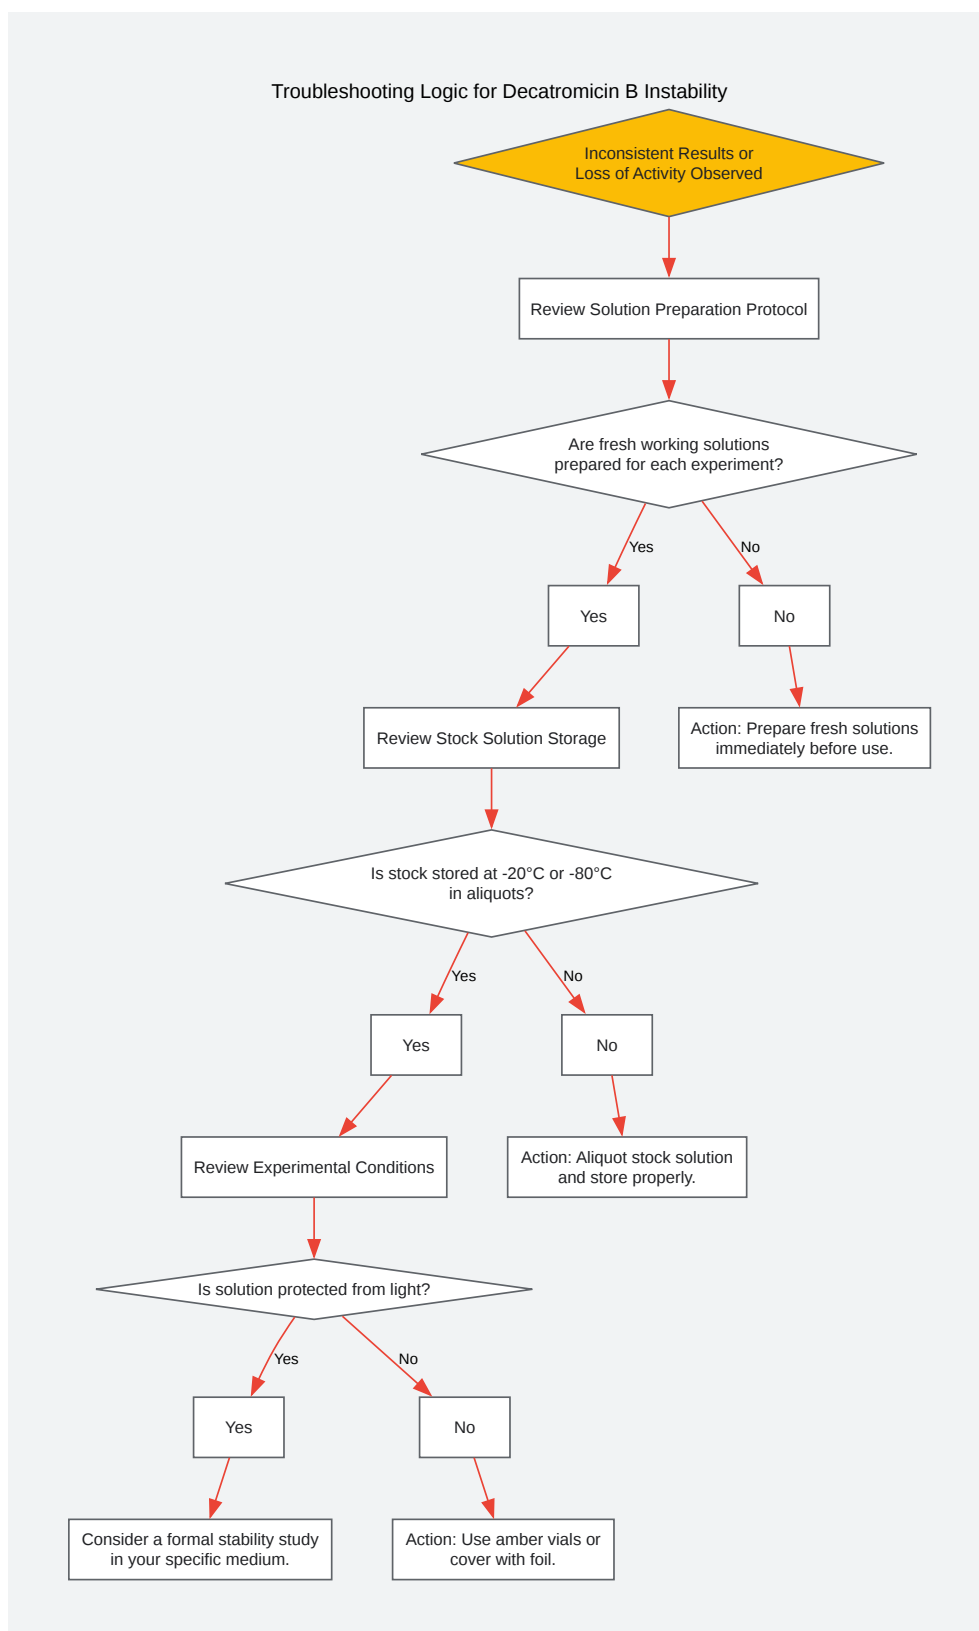 Troubleshooting Logic for Decatromicin B Instability
Inconsistent Results or
Loss of Activity Observed
Review Solution Preparation Protocol
Are fresh working solutions
prepared for each experiment?
Yes
No
Yes
No
Review Stock Solution Storage
Action: Prepare fresh solutions
immediately before use.
Is stock stored at -20°C or -80°C
in aliquots?
Yes
No
Yes
No
Review Experimental Conditions
Action: Aliquot stock solution
and store properly.
Is solution protected from light?
Yes
No
Yes
No
Consider a formal stability study
in your specific medium.
Action: Use amber vials or
cover with foil.